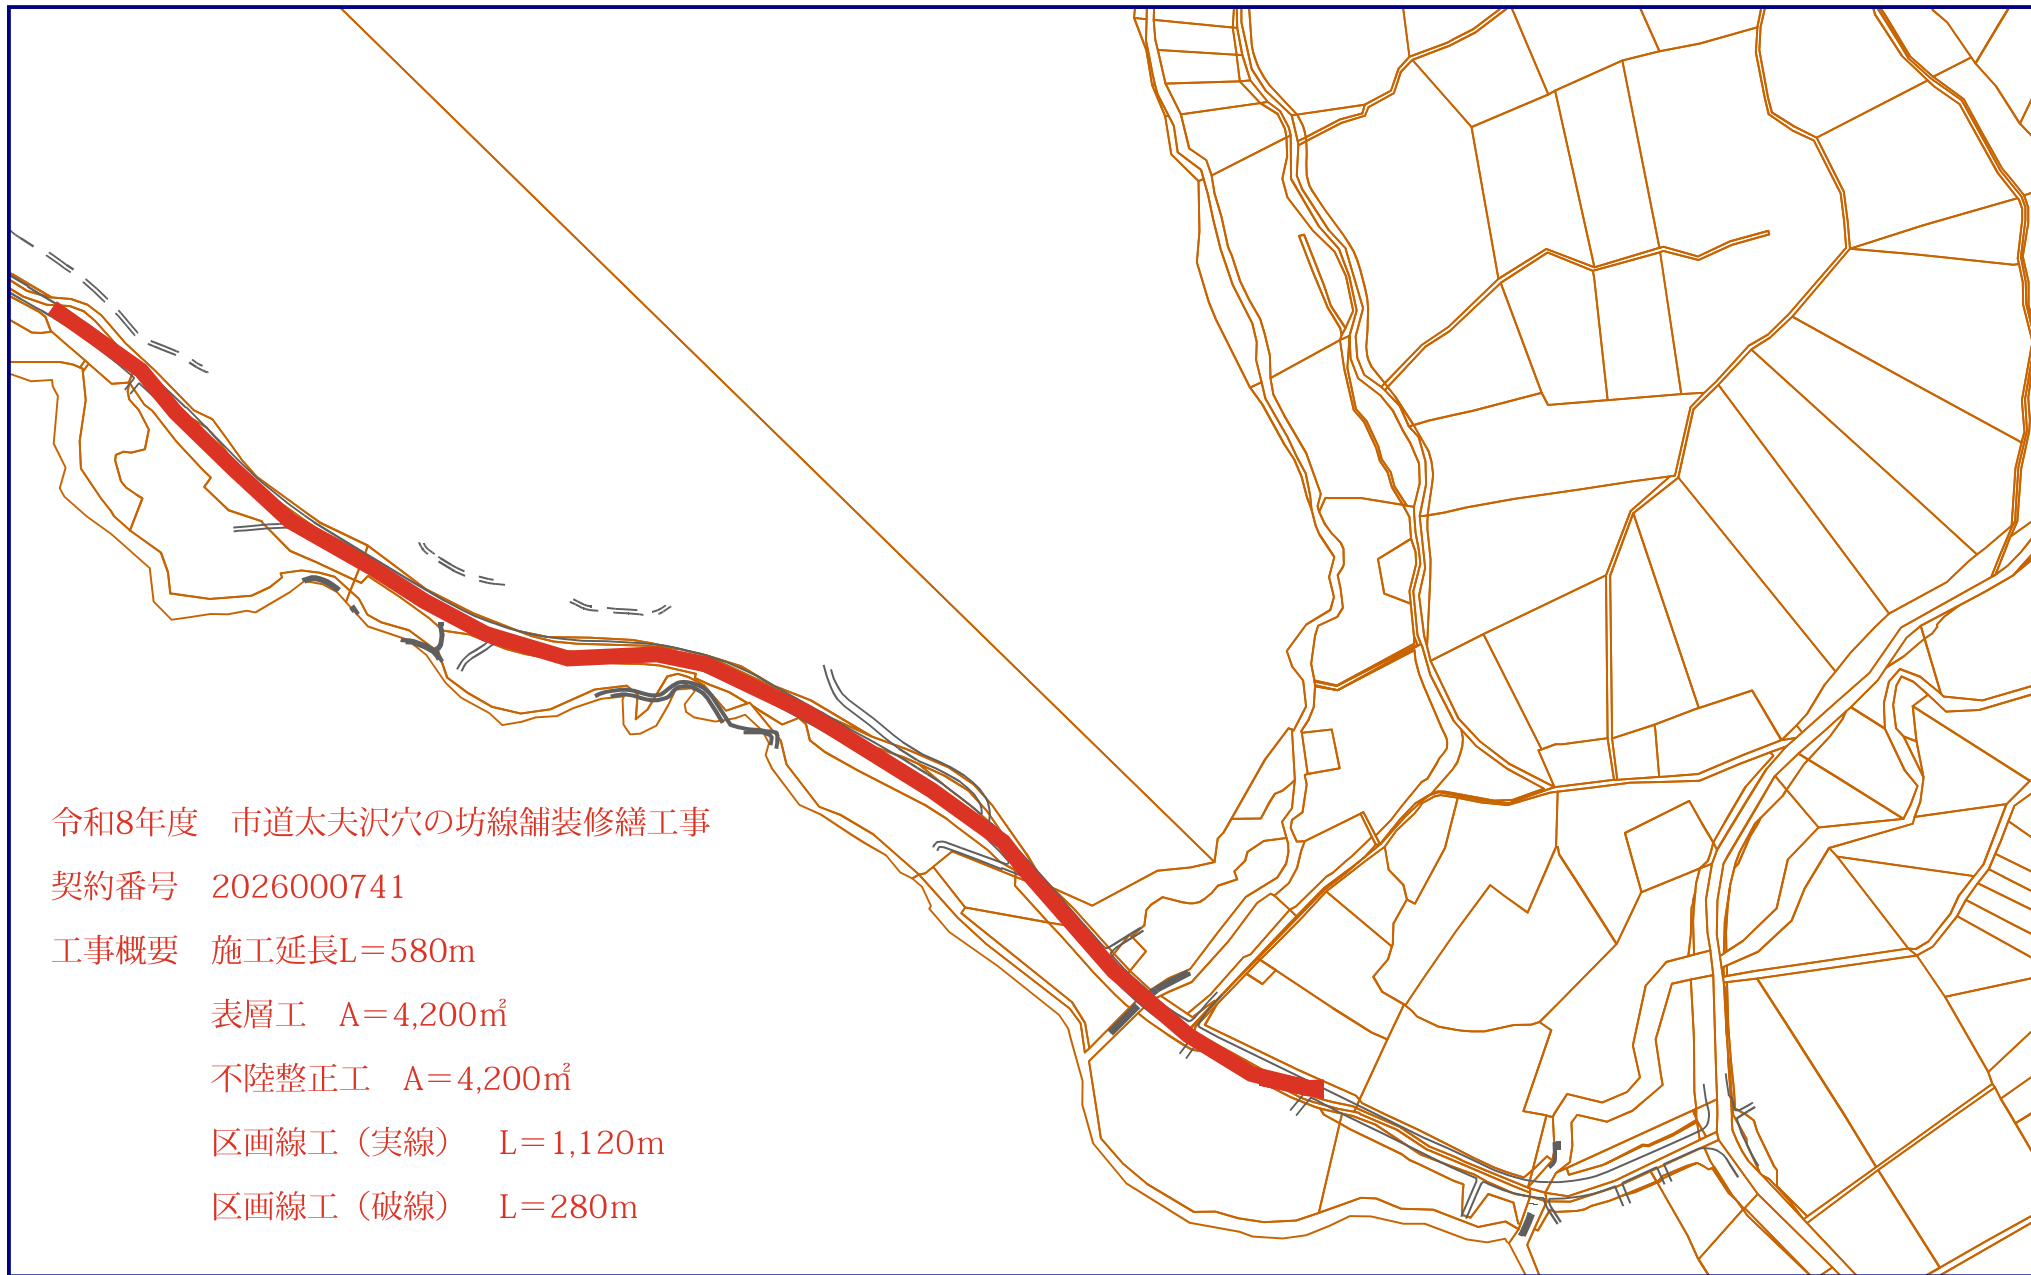 令和8年度　市道太夫沢穴の坊線舗装修繕工事
契約番号　2026000741
工事概要　施工延長L＝580m
表層工　A＝4,200㎡
不陸整正工　A＝4,200㎡
区画線工（実線）　L＝1,120m
区画線工（破線）　L＝280m